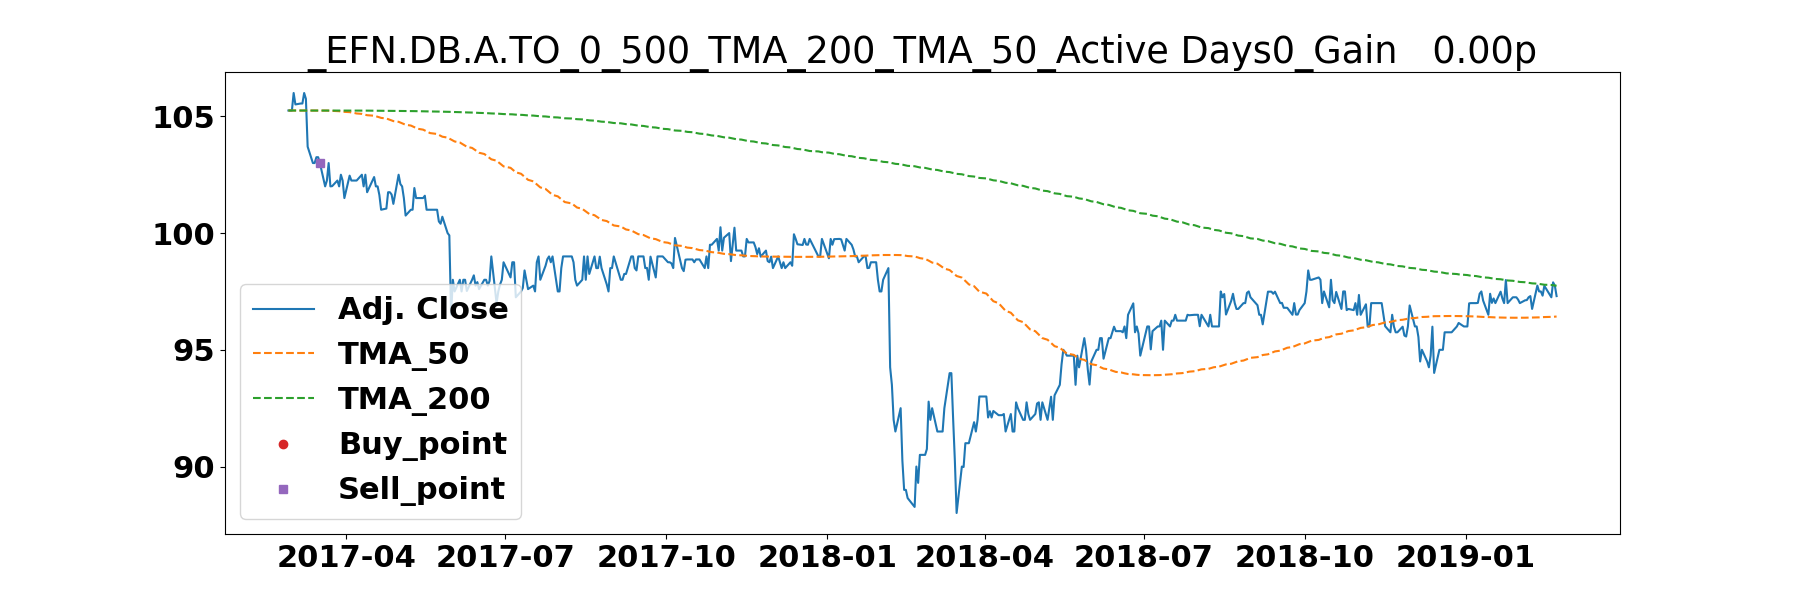 _EFN.DB.A.TO_0_500_TMA_200_TMA_50_Active Days0_Gain   0.00p
105
100
95
90
Adj. Close
TMA_50
TMA_200
Buy_point
Sell_point
2017-04 2017-07 2017-10 2018-01 2018-04 2018-07 2018-10 2019-01